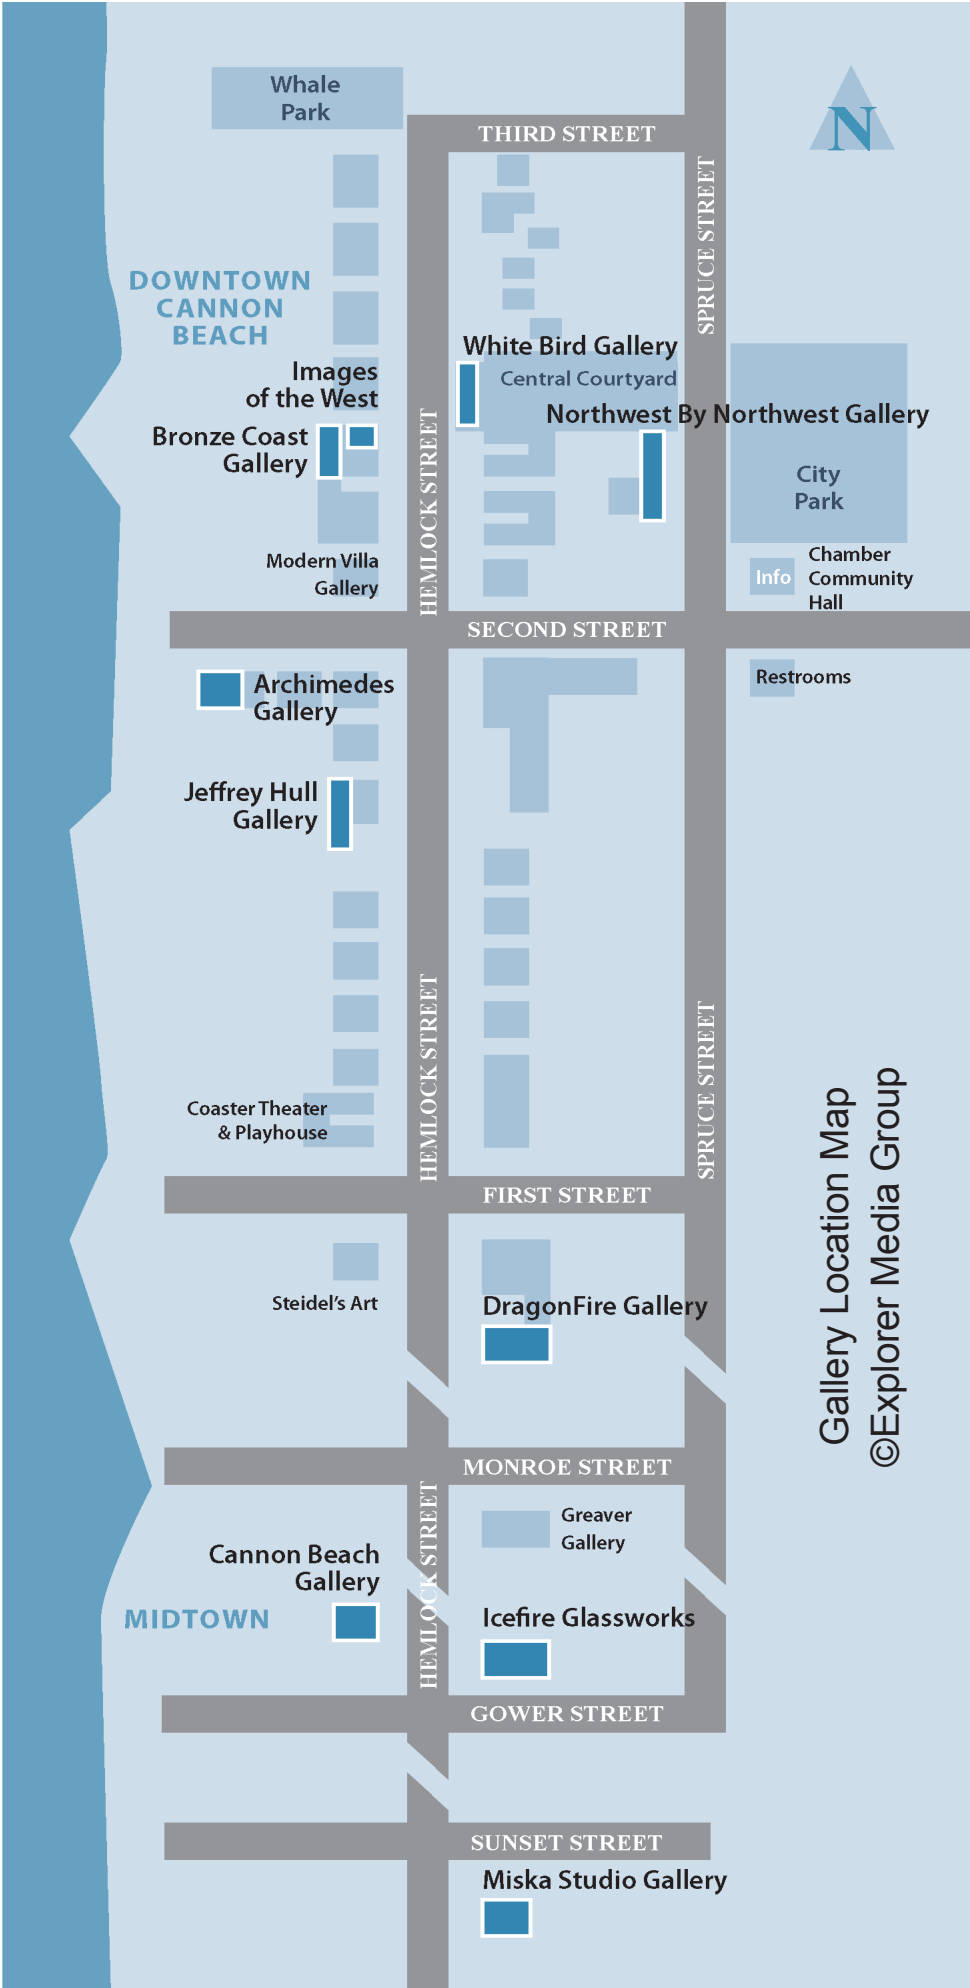 Whale
Park
N
THIRD STREET
SPRUCE STREET
DOWNTOWN
CANNON
BEACH
White Bird Gallery
Central Courtyard
Images
of the West
Northwest By Northwest Gallery
Bronze Coast
Gallery
HEMLOCK STREET
City
Park
Modern Villa
Gallery
Info
Chamber
Community
Hall
SECOND STREET
Restrooms
Archimedes
Gallery
Jeffrey Hull
Gallery
HEMLOCK STREET
SPRUCE STREET
Coaster Theater
& Playhouse
FIRST STREET
Gallery Location Map
©Explorer Media Group
Steidel's Art
DragonFire Gallery
MONROE STREET
HEMLOCK STREET
Greaver
Gallery
Cannon Beach
Gallery
MIDTOWN
Icefire Glassworks
GOWER STREET
SUNSET STREET
Miska Studio Gallery